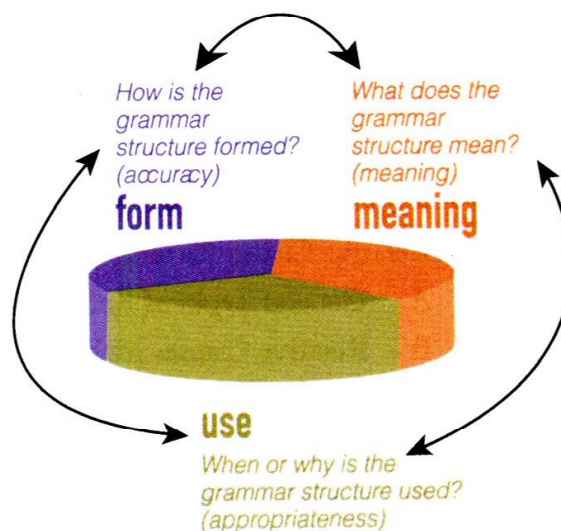 How is the
grammar
structure formed?
(accuracy)
form
What does the
grammar
structure mean?
(meaning)
meaning
use
When or why is the
grammar structure used?
(appropriateness)